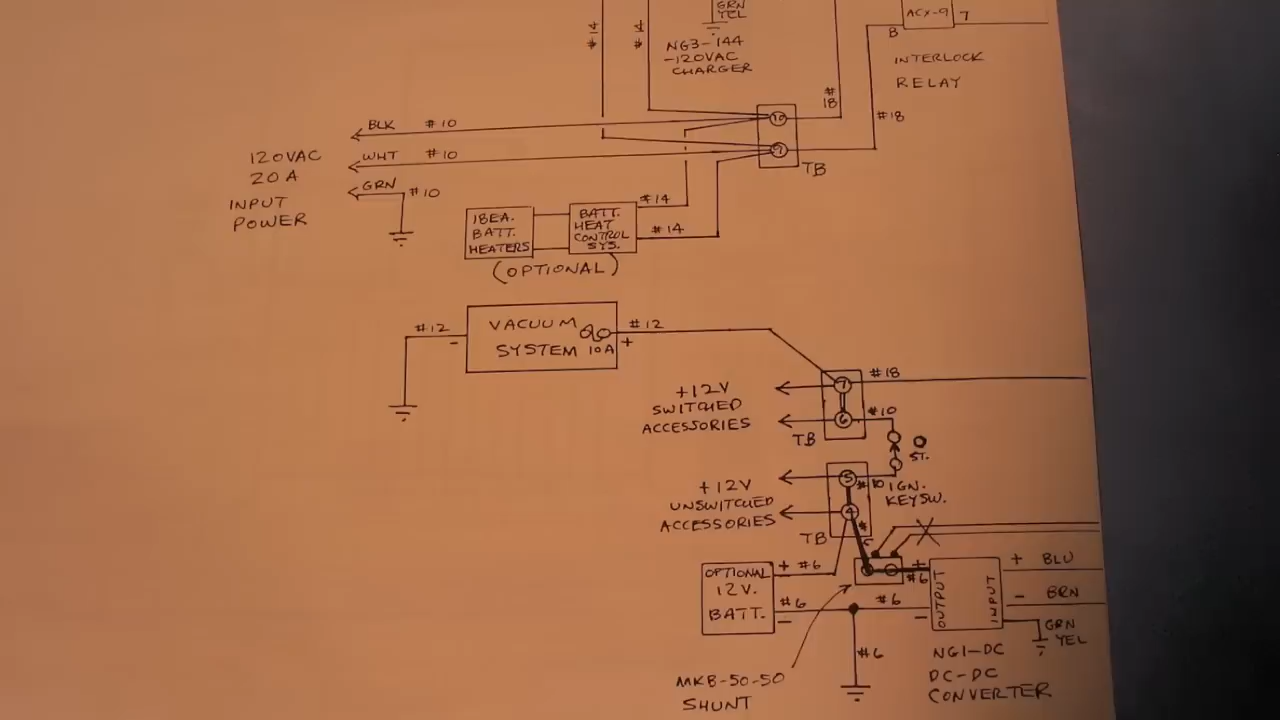 GRN
YEL
#14
#14
NG3-144
-120VAC
CHARGER
#
18
ACX-9
7
B
INTERLOCK
RELAY
#18
BLK #10
WHT #10
GRN #10
120VAC
20A
INPUT
POWER
10
9
TB
18EA.
BATT.
HEATERS
BATT.
HEAT
CONTROL
SYS.
#14
#14
(OPTIONAL)
#12
-
VACUUM
SYSTEM 10A
+
#12
+12V
SWITCHED
ACCESSORIES
7
6
TB
#18
#10
ST.
IGN.
KEYSW.
+12V
UNSWITCHED
ACCESSORIES
5
4
#10
TB
#
OPTIONAL
12V.
BATT.
+ #6
#6
-
#6
+
#6
-
#6
OUTPUT
INPUT
+ BLU
- BRN
GRN
YEL
MKB-50-50
SHUNT
NG1-DC
DC-DC
CONVERTER